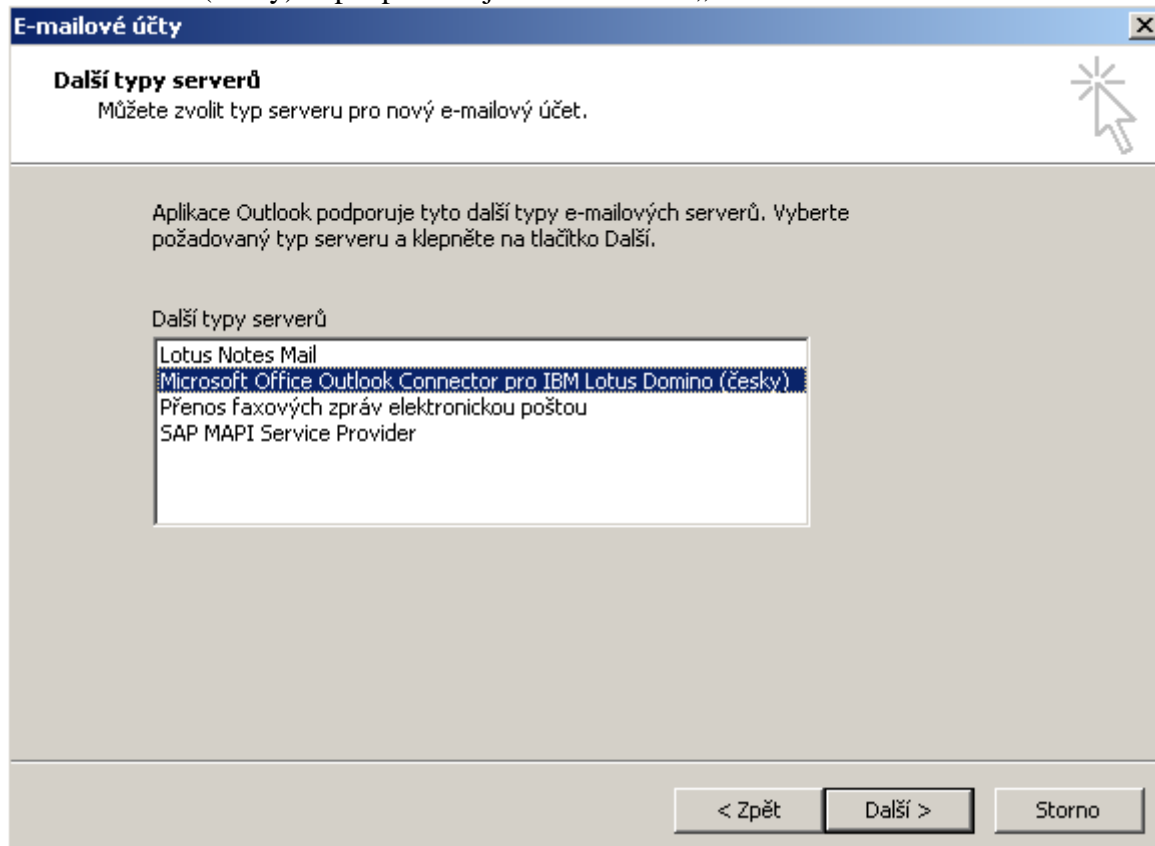 E-mailové účty
Další typy serverů
Můžete zvolit typ serveru pro nový e-mailový účet.
Aplikace Outlook podporuje tyto další typy e-mailových serverů. Vyberte
požadovaný typ serveru a klepněte na tlačítko Další.
Další typy serverů
Lotus Notes Mail
Microsoft Office Outlook Connector pro IBM Lotus Domino (česky)
Přenos faxových zpráv elektronickou poštou
SAP MAPI Service Provider
< Zpět
Další >
Storno